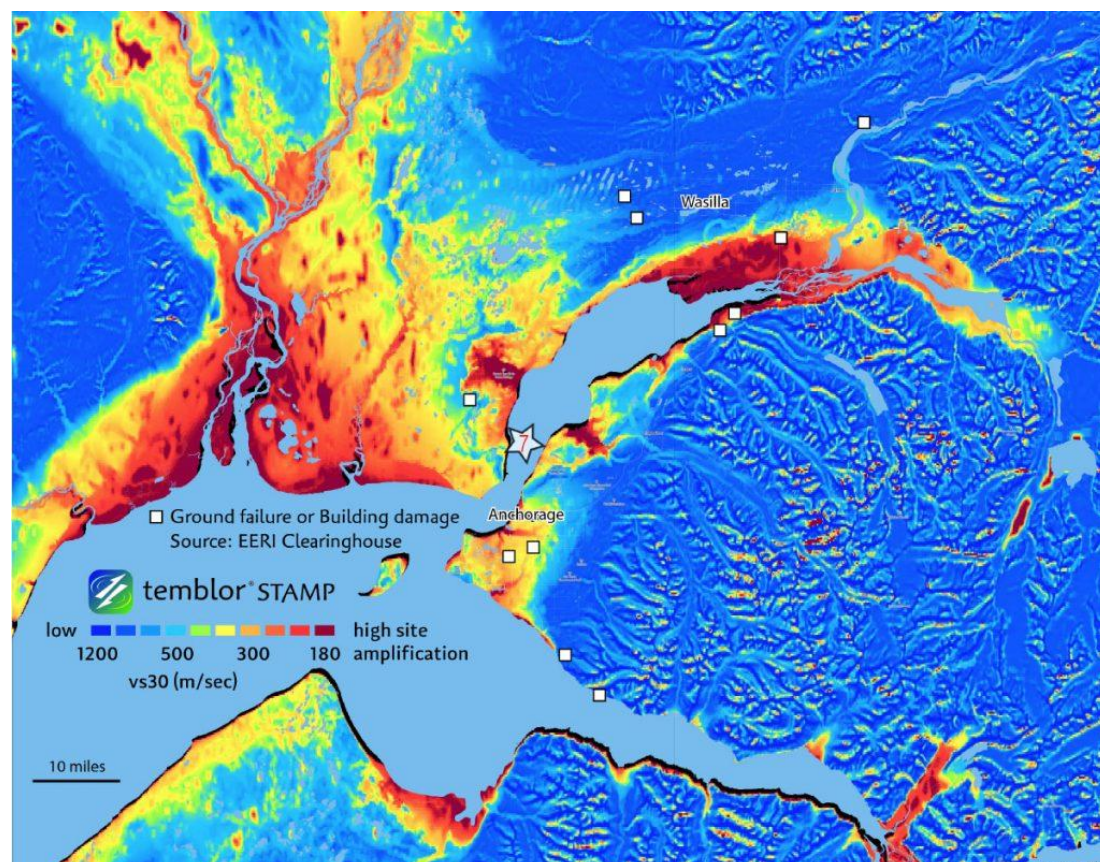 Wasilla
7
Anchorage
Ground failure or Building damage
Source: EERI Clearinghouse
temblor® STAMP
low high site
1200 500 300 180 amplification
vs30 (m/sec)
10 miles